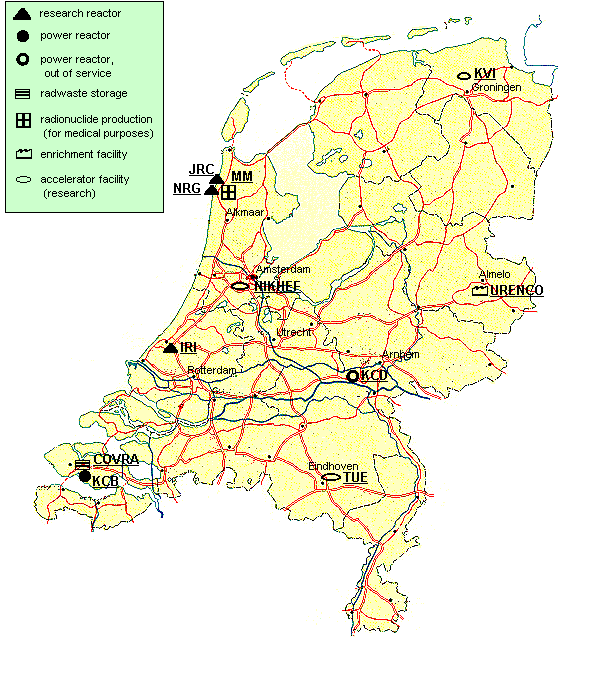 research reactor
power reactor
power reactor,
out of service
radwaste storage
radionuclide production
(for medical purposes)
enrichment facility
accelerator facility
(research)
KVI
Groningen
JRC
MM
NRG
Alkmaar
Amsterdam
NIKHEF
Almelo
URENCO
Utrecht
IRI
Arnhem
Rotterdam
KCD
COVRA
KCB
Eindhoven
TUE